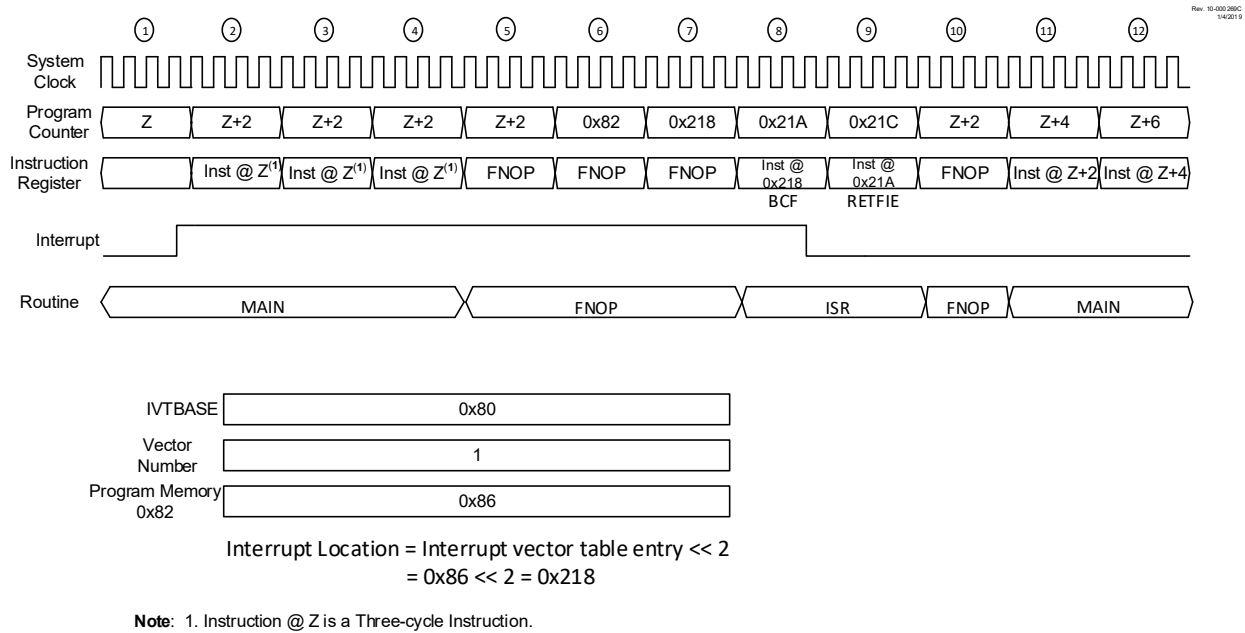 Rev. 10-000 269C
1/4/201 9
1 2 3 4 5 6 7 8 9 10 11 12
System
Clock
Program
Counter
Z Z+2 Z+2 Z+2 Z+2 0x82 0x218 0x21A 0x21C Z+2 Z+4 Z+6
Instruction
Register
Inst @ Z(1) Inst @ Z(1) Inst @ Z(1) FNOP FNOP FNOP Inst @ 0x218 Inst @ 0x21A FNOP Inst @ Z+2 Inst @ Z+4
BCF RETFIE
Interrupt
Routine
MAIN FNOP ISR FNOP MAIN
IVTBASE 0x80
Vector
Number
1
Program Memory
0x82
0x86
Interrupt Location = Interrupt vector table entry << 2
= 0x86 << 2 = 0x218
Note: 1. Instruction @ Z is a Three-cycle Instruction.